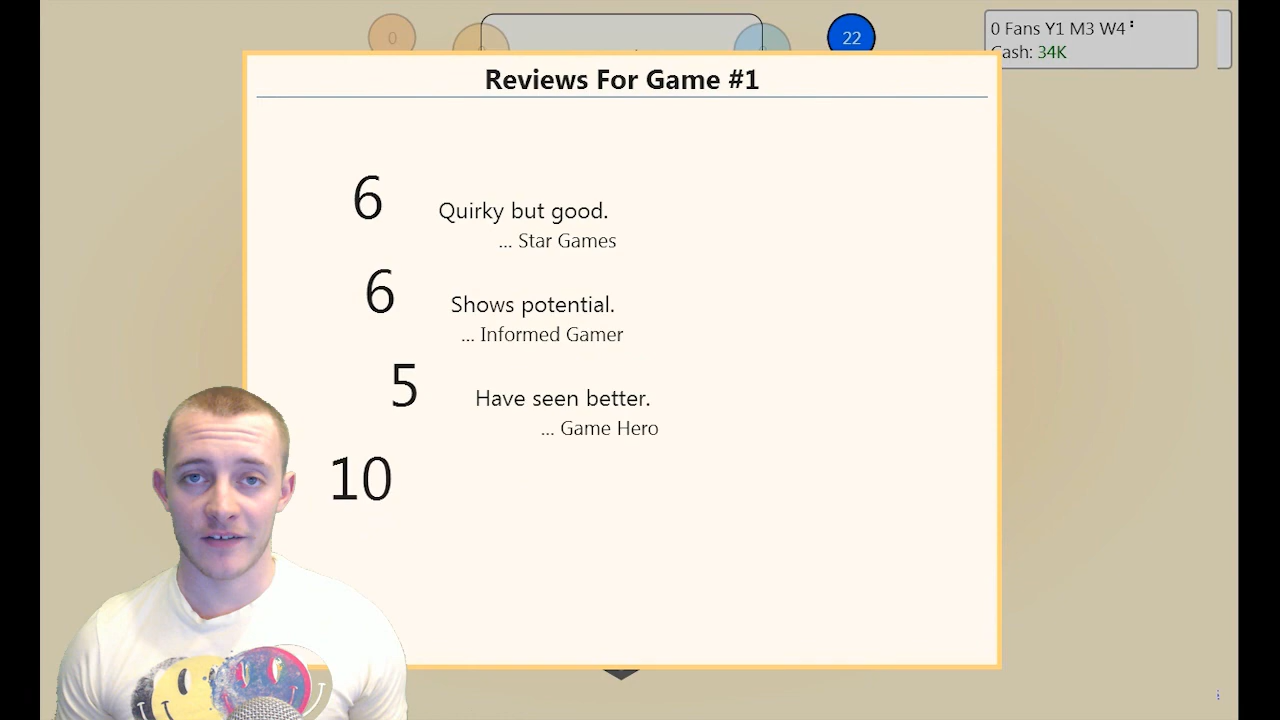 0
22
0 Fans Y1 M3 W4
Cash: 34K
Reviews For Game #1
6
Quirky but good.
... Star Games
6
Shows potential.
... Informed Gamer
5
Have seen better.
... Game Hero
10